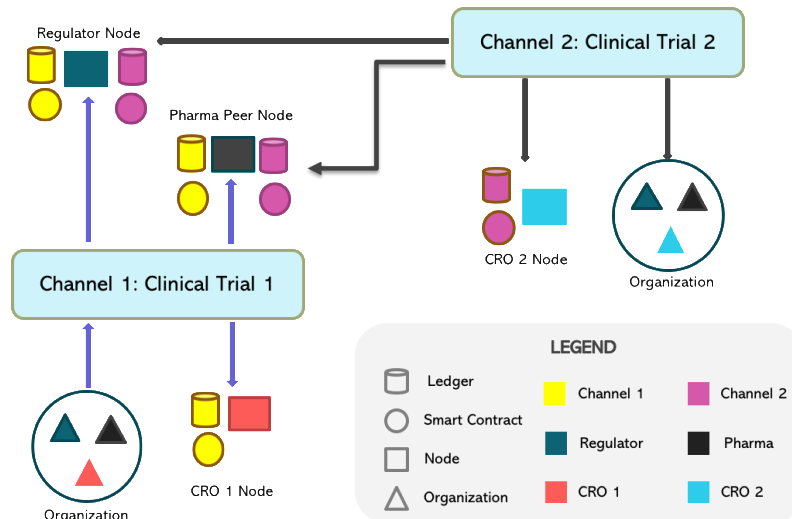 Regulator Node
Channel 2: Clinical Trial 2
Pharma Peer Node
CRO 2 Node
Organization
Channel 1: Clinical Trial 1
CRO 1 Node
Organization
LEGEND
Ledger
Smart Contract
Node
Organization
Channel 1
Channel 2
Regulator
Pharma
CRO 1
CRO 2